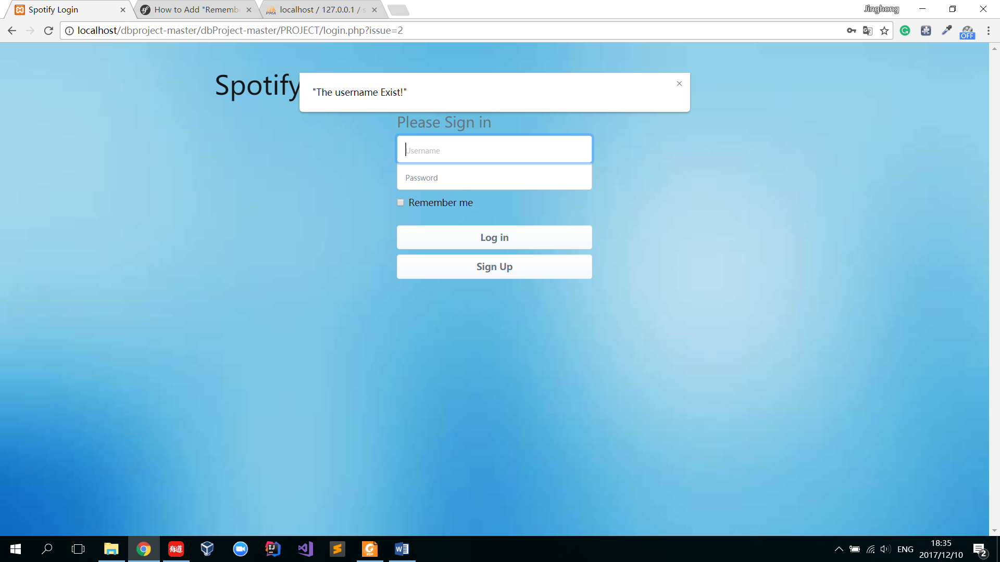 Spotify Login
How to Add "Rememb
localhost / 127.0.0.1 / s
Jinghong
localhost/dbproject-master/dbProject-master/PROJECT/login.php?issue=2
OFF
Spotify
"The username Exist!"
Please Sign in
Username
Password
Remember me
Log in
Sign Up
有道
ENG
18:35
2017/12/10
2